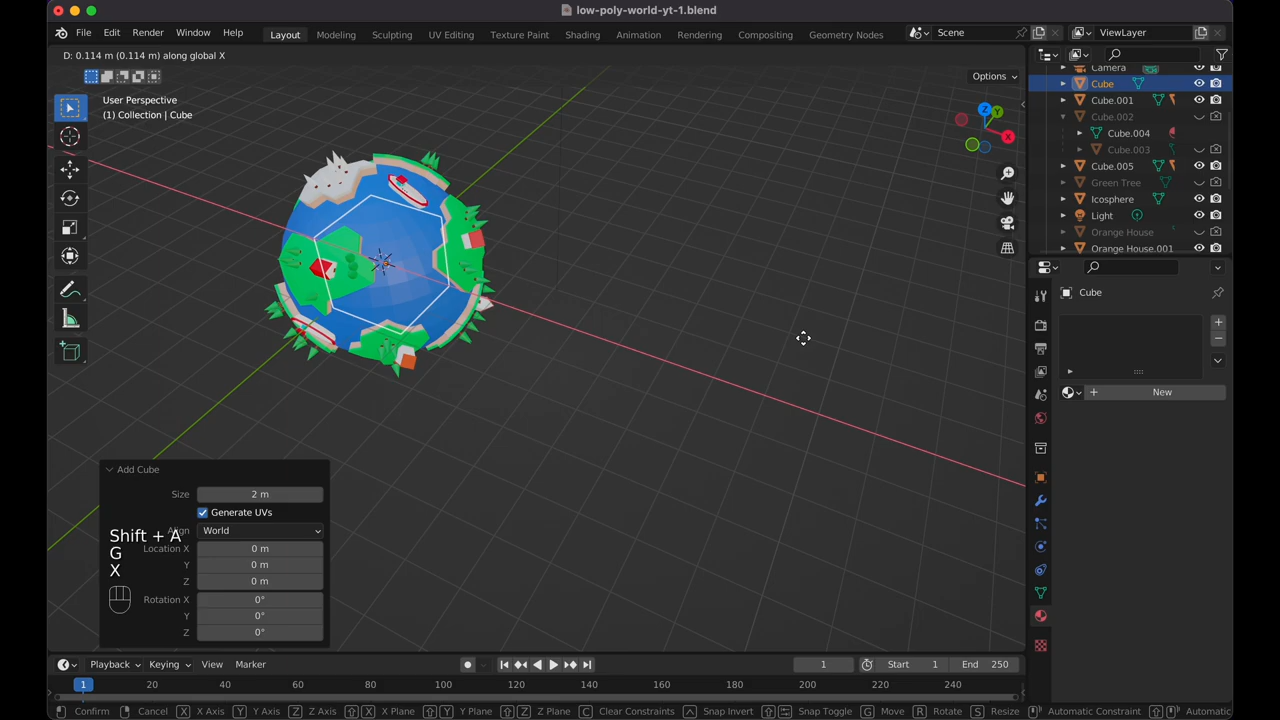 low-poly-world-yt-1.blend
File Edit Render Window Help Layout Modeling Sculpting UV Editing Texture Paint Shading Animation Rendering Compositing Geometry Nodes Scene ViewLayer
D: 0.114 m (0.114 m) along global X
Options
User Perspective
(1) Collection | Cube
Z
Y
X
Camera
Cube
Cube.001
Cube.002
Cube.004
Cube.003
Cube.005
Green Tree
Icosphere
Light
Orange House
Orange House.001
Cube
New
Add Cube
Size 2 m
Generate UVs
Align World
Location X 0 m
Y 0 m
Z 0 m
Rotation X 0°
Y 0°
Z 0°
Shift + A
G
X
Playback Keying View Marker 1 Start 1 End 250
1 20 40 60 80 100 120 140 160 180 200 220 240
Confirm Cancel X X Axis Y Y Axis Z Z Axis X X Plane Y Y Plane Z Z Plane C Clear Constraints Snap Invert Snap Toggle G Move R Rotate S Resize Automatic Constraint Automatic